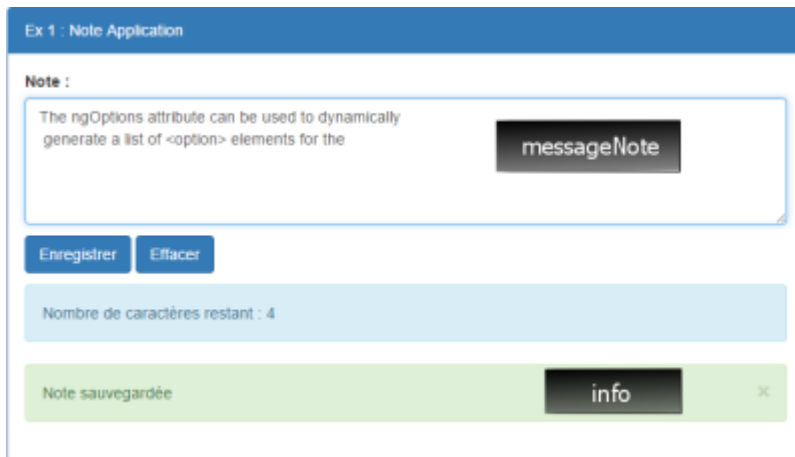 Ex 1 : Note Application
Note :
The ngOptions attribute can be used to dynamically
generate a list of <option> elements for the
messageNote
Enregistrer Effacer
Nombre de caractères restant : 4
Note sauvegardée
info
×